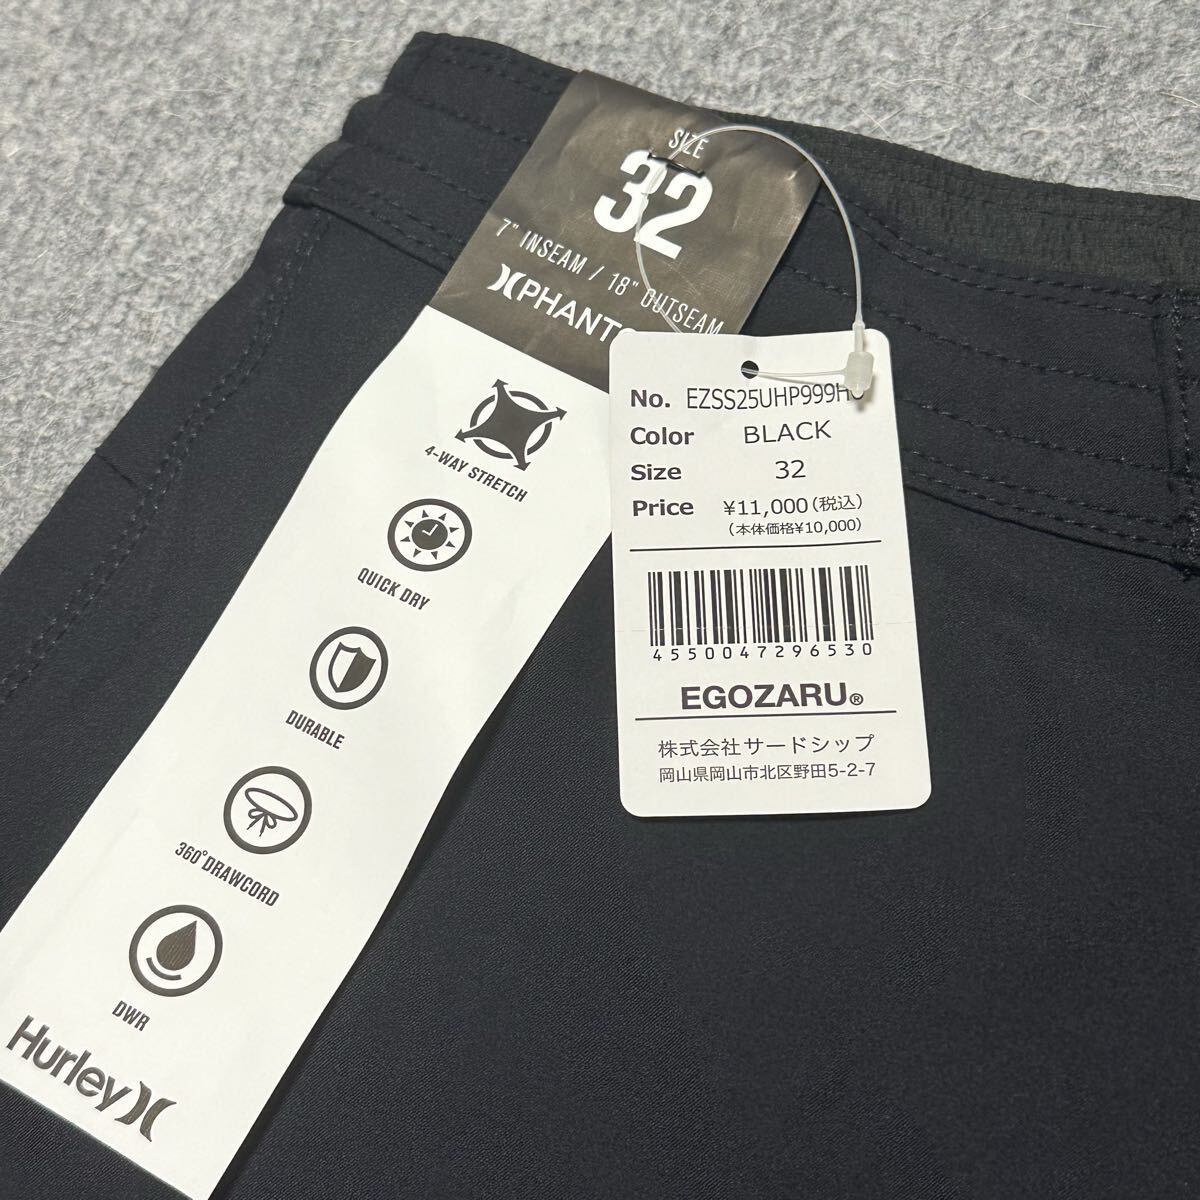 SIZE
32
7" INSEAM / 18" OUTSEAM
4-WAY STRETCH
QUICK DRY
DURABLE
360° DRAWCORD
DWR
Hurley
No.
Color BLACK
Size 32
Price ¥11,000(税込)
(本体価格¥10,000)
4550047296530
EGOZARU®
株式会社サードシップ
岡山県岡山市北区野田5-2-7